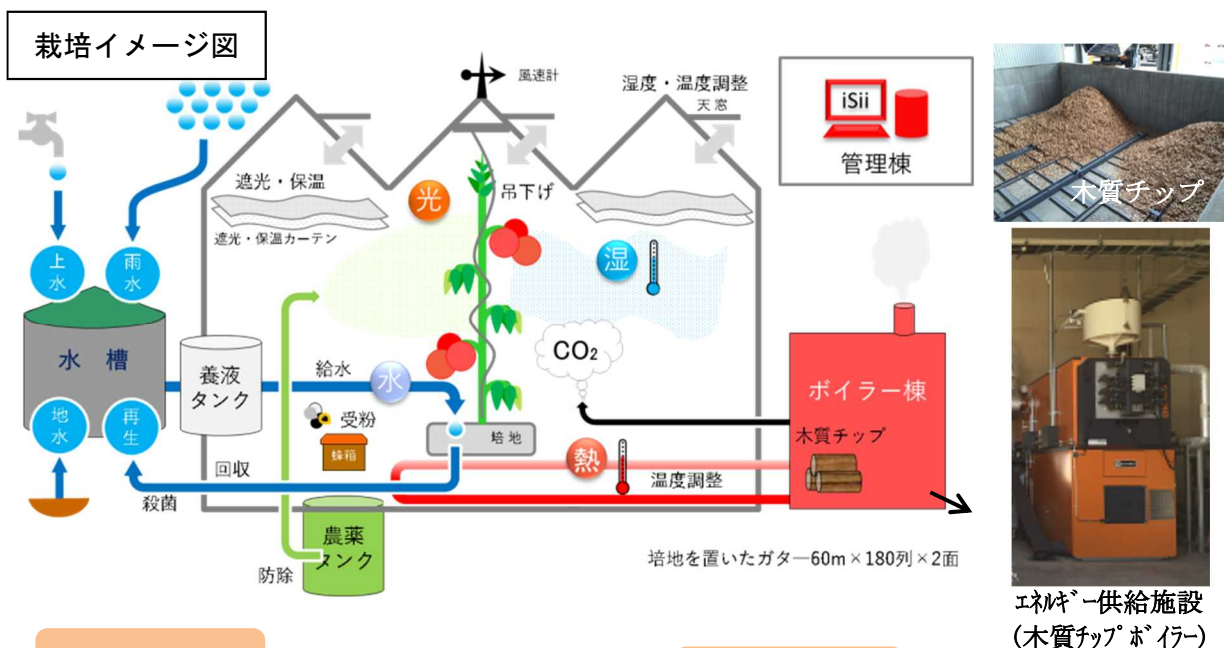 栽培イメージ図
風速計
湿度・温度調整
天窓
iSii
管理棟
木質チップ
遮光・保温
遮光・保温カーテン
光
吊下げ
湿
上水
雨水
水槽
地水
再生
養液
タンク
給水
水
受粉
蜂箱
培地
CO₂
ボイラー棟
木質チップ
熱
温度調整
回収
殺菌
農薬
タンク
防除
培地を置いたガター60m×180列×2面
ｴﾈﾙｷﾞｰ供給施設
(木質ﾁｯﾌﾟﾎﾞｲﾗｰ)